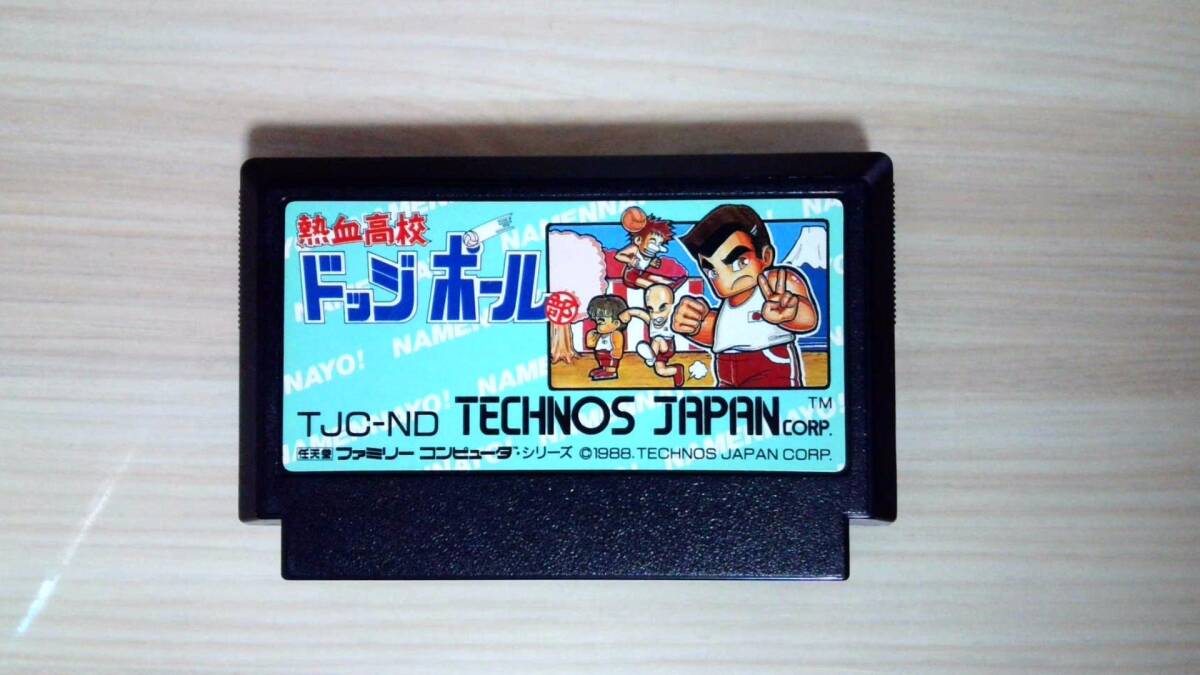 熱血高校
ドッジボール部
NAMENNAYO!
TJC-ND TECHNOS JAPAN CORP. ™
任天堂 ファミリー コンピュータ™・シリーズ ©1988. TECHNOS JAPAN CORP.